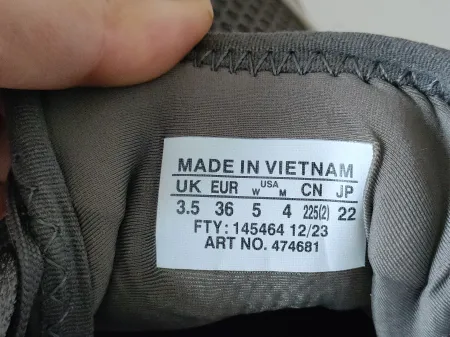 MADE IN VIETNAM
UK EUR W USA M CN JP
3.5 36 5 4 225(2) 22
FTY: 145464 12/23
ART NO. 474681